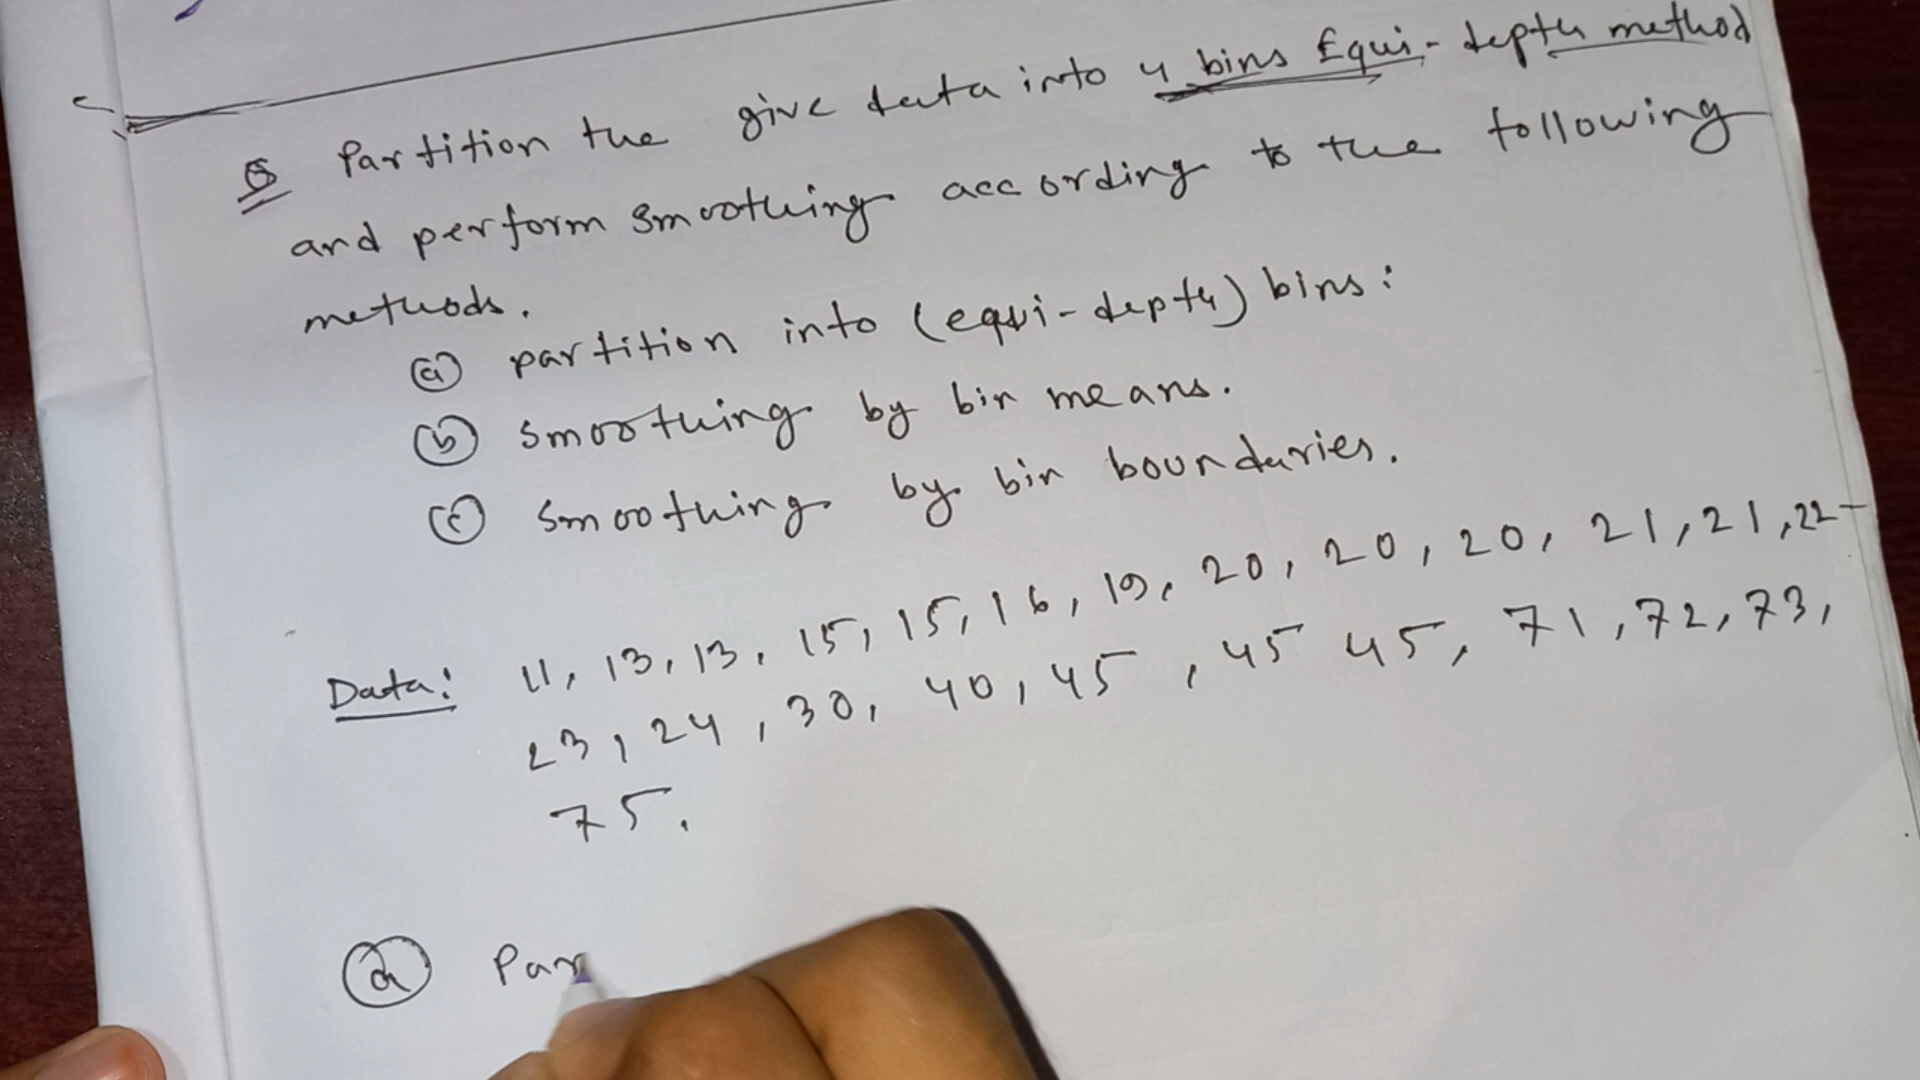 Q Partition the give data into 4 bins Equi-depth method
and perform smoothing according to the following
methods.
(a) partition into (equi-depth) bins:
(b) smoothing by bin means.
(c) smoothing by bin boundaries.
Data: 11, 13, 13, 15, 15, 16, 19, 20, 20, 20, 21, 21, 22
23, 24, 30, 40, 45, 45 45, 71, 72, 73,
75.
(a) Par